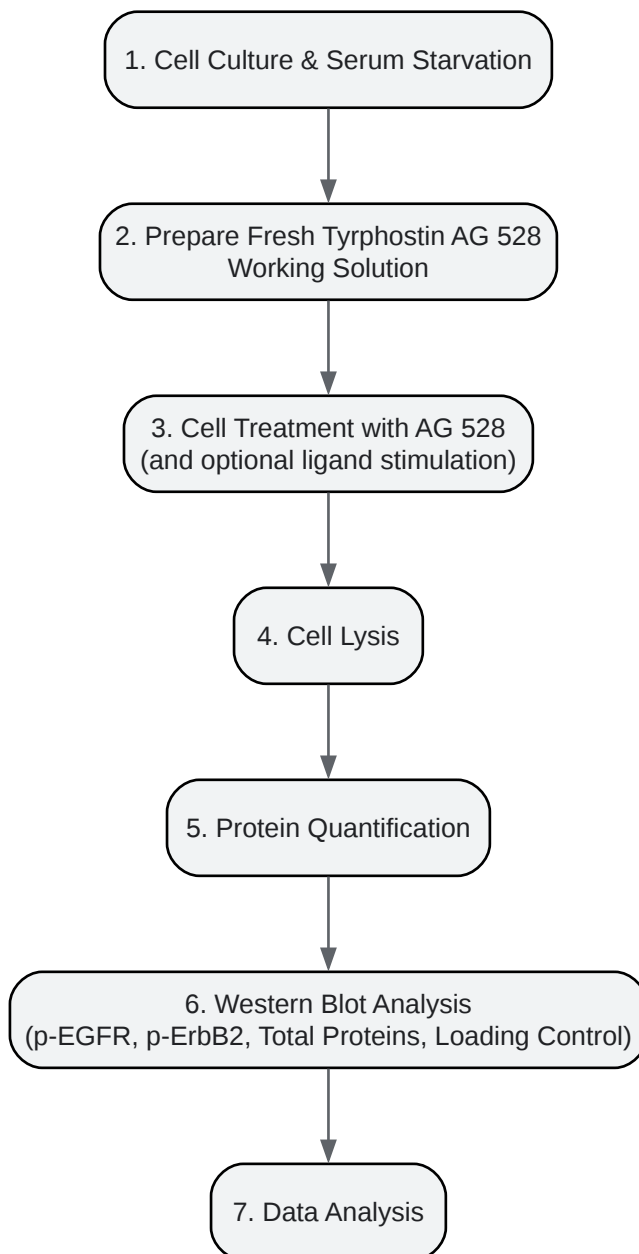 1. Cell Culture & Serum Starvation
2. Prepare Fresh Tyrphostin AG 528
Working Solution
3. Cell Treatment with AG 528
(and optional ligand stimulation)
4. Cell Lysis
5. Protein Quantification
6. Western Blot Analysis
(p-EGFR, p-ErbB2, Total Proteins, Loading Control)
7. Data Analysis